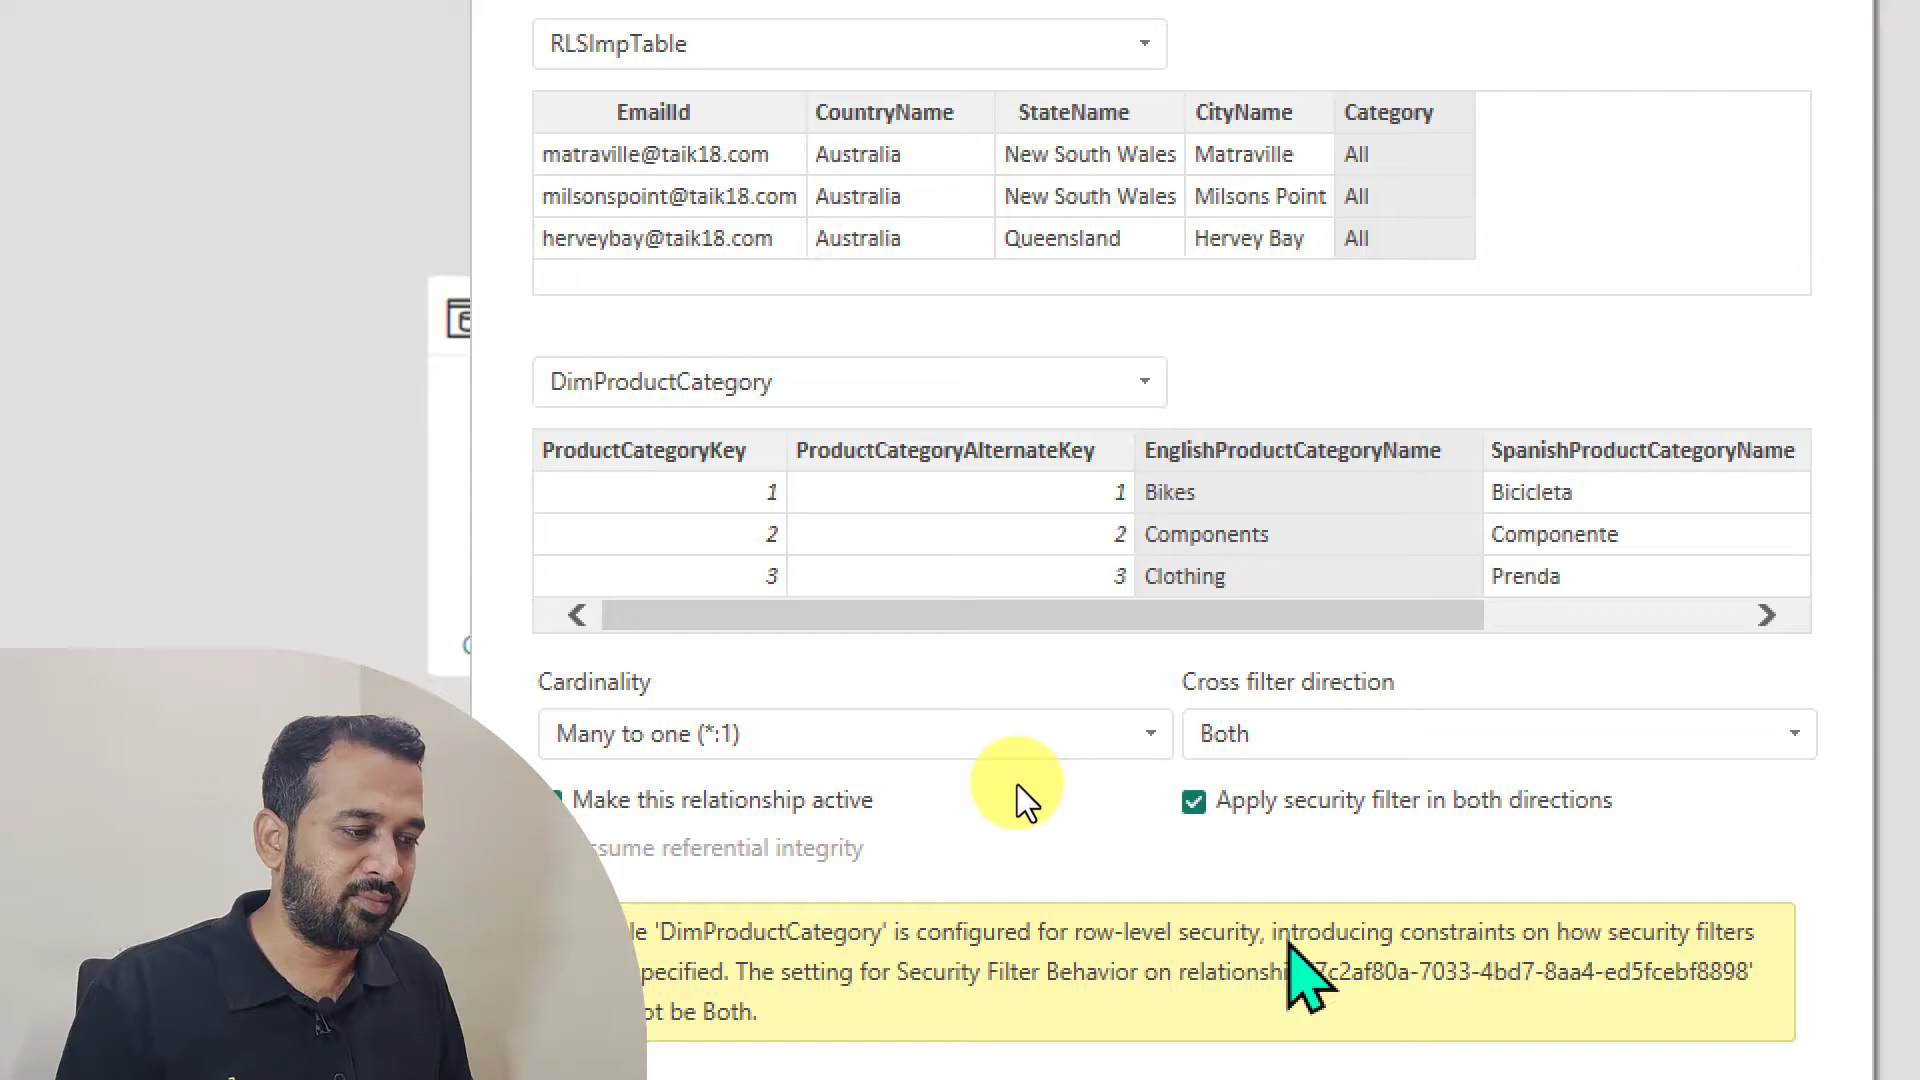 RLSImpTable
EmailId CountryName StateName CityName Category
matraville@taik18.com Australia New South Wales Matraville All
milsonspoint@taik18.com Australia New South Wales Milsons Point All
herveybay@taik18.com Australia Queensland Hervey Bay All
DimProductCategory
ProductCategoryKey ProductCategoryAlternateKey EnglishProductCategoryName SpanishProductCategoryName
1 1 Bikes Bicicleta
2 2 Components Componente
3 3 Clothing Prenda
Cardinality Cross filter direction
Many to one (*:1) Both
Make this relationship active Apply security filter in both directions
ssume referential integrity
le 'DimProductCategory' is configured for row-level security, introducing constraints on how security filters
pecified. The setting for Security Filter Behavior on relationshi 7c2af80a-7033-4bd7-8aa4-ed5fcebf8898'
ot be Both.